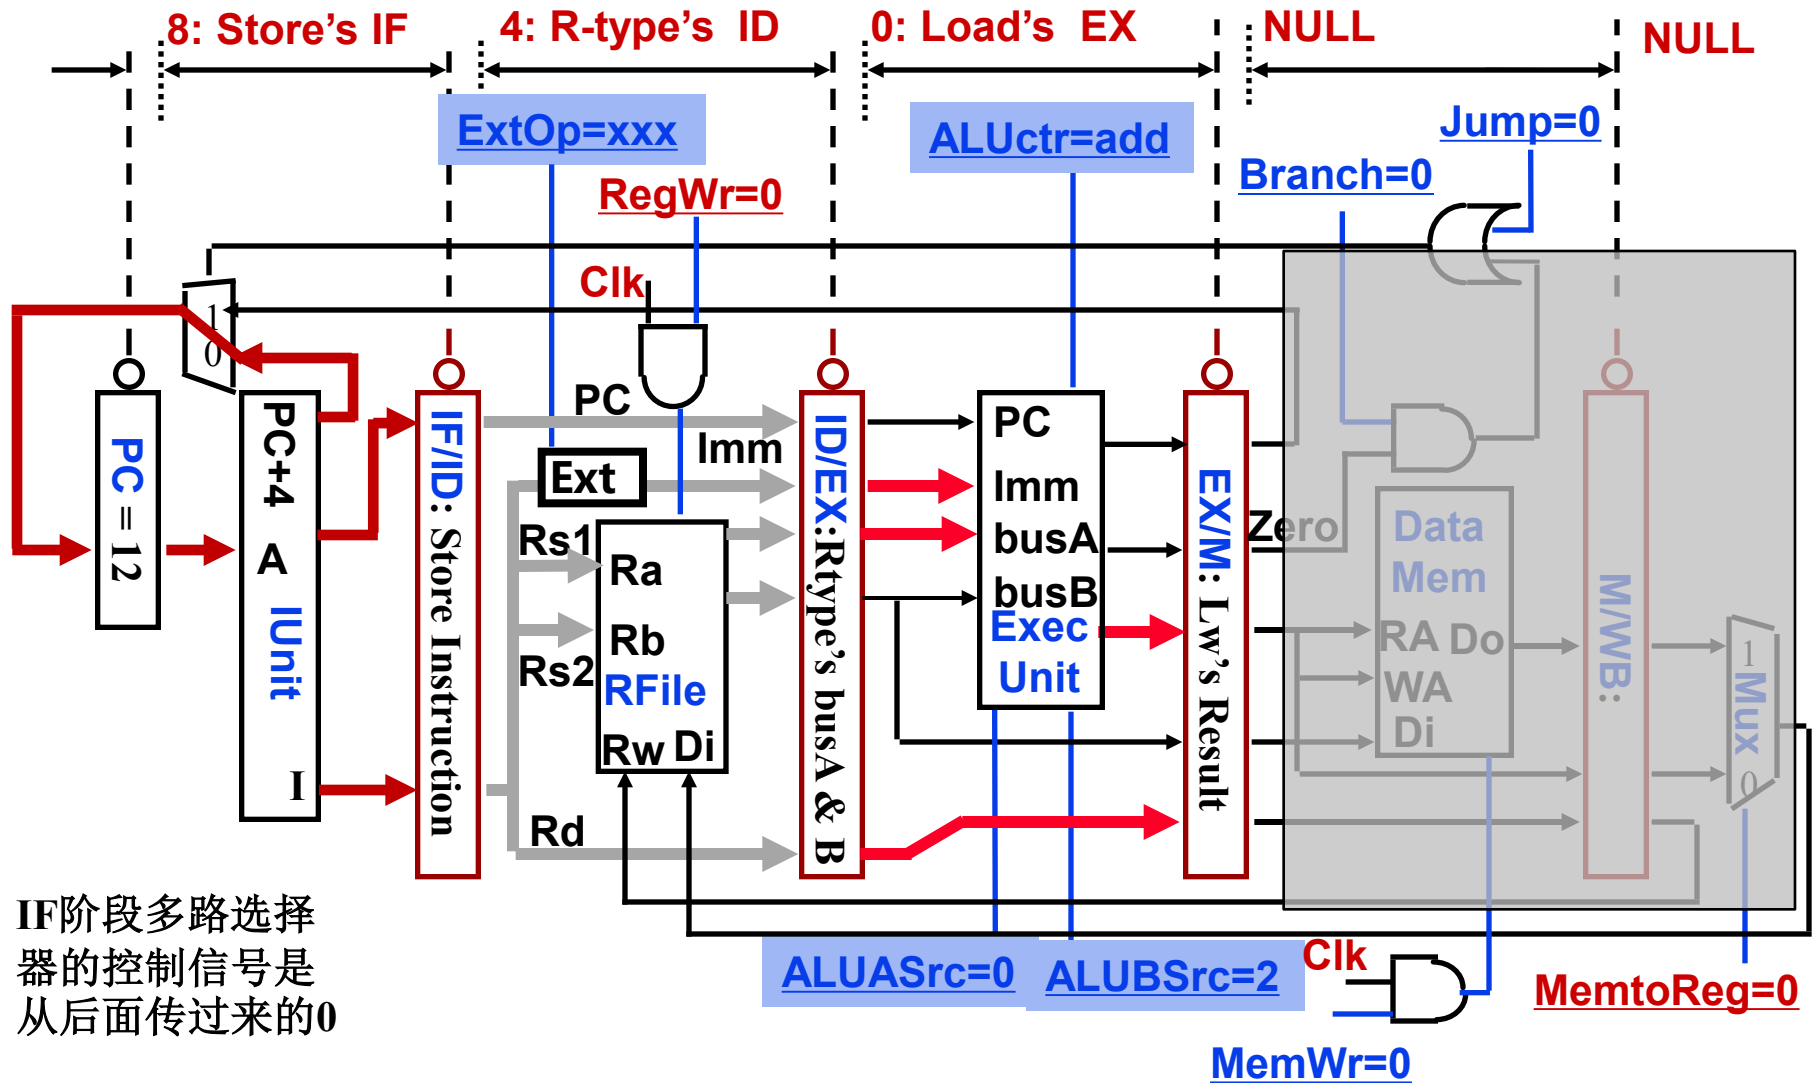 8: Store's IF
4: R-type's ID
0: Load's EX
NULL
NULL
ExtOp=xxx
ALUctr=add
Jump=0
Branch=0
RegWr=0
Clk
1
0
PC
Imm
Ext
PC = 12
PC+4
A
IUnit
I
IF/ID: Store Instruction
Rs1
Ra
Rb
Rs2
RFile
Rw Di
Rd
ID/EX:Rtype's busA & B
PC
Imm
busA
busB
Exec
Unit
EX/M: Lw's Result
Zero
Data
Mem
RA Do
WA
Di
M/WB:
1
Mux
0
IF阶段多路选择
器的控制信号是
从后面传过来的0
ALUASrc=0
ALUBSrc=2
Clk
MemtoReg=0
MemWr=0